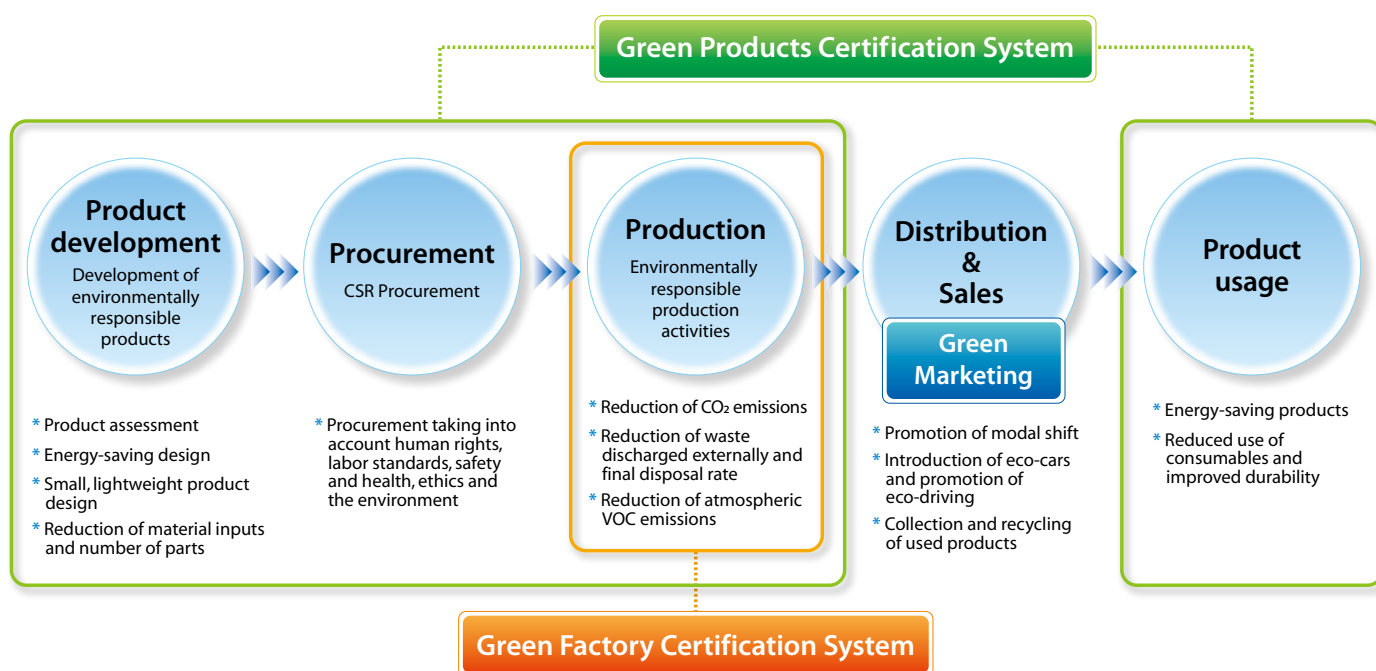 Green Products Certification System
Product
development
Development of
environmentally
responsible
products
* Product assessment
* Energy-saving design
* Small, lightweight product
design
* Reduction of material inputs
and number of parts
Procurement
CSR Procurement
* Procurement taking into
account human rights,
labor standards, safety
and health, ethics and
the environment
Production
Environmentally
responsible
production
activities
* Reduction of CO₂ emissions
* Reduction of waste
discharged externally and
final disposal rate
* Reduction of atmospheric
VOC emissions
Distribution
&
Sales
Green
Marketing
* Promotion of modal shift
* Introduction of eco-cars
and promotion of
eco-driving
* Collection and recycling
of used products
Product
usage
* Energy-saving products
* Reduced use of
consumables and
improved durability
Green Factory Certification System